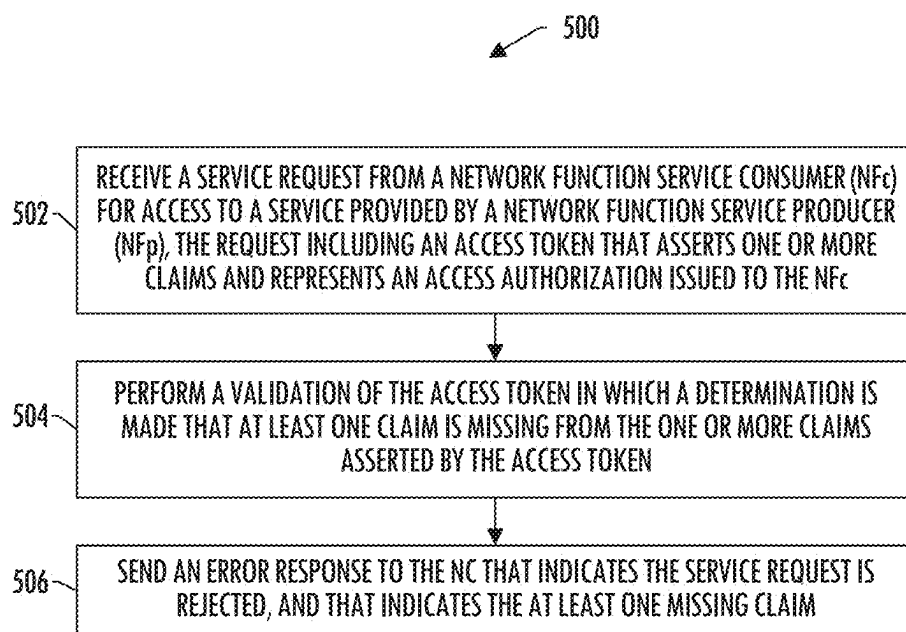 500
502
RECEIVE A SERVICE REQUEST FROM A NETWORK FUNCTION SERVICE CONSUMER (NFc)
FOR ACCESS TO A SERVICE PROVIDED BY A NETWORK FUNCTION SERVICE PRODUCER
(NFp), THE REQUEST INCLUDING AN ACCESS TOKEN THAT ASSERTS ONE OR MORE
CLAIMS AND REPRESENTS AN ACCESS AUTHORIZATION ISSUED TO THE NFc
504
PERFORM A VALIDATION OF THE ACCESS TOKEN IN WHICH A DETERMINATION IS
MADE THAT AT LEAST ONE CLAIM IS MISSING FROM THE ONE OR MORE CLAIMS
ASSERTED BY THE ACCESS TOKEN
506
SEND AN ERROR RESPONSE TO THE NC THAT INDICATES THE SERVICE REQUEST IS
REJECTED, AND THAT INDICATES THE AT LEAST ONE MISSING CLAIM